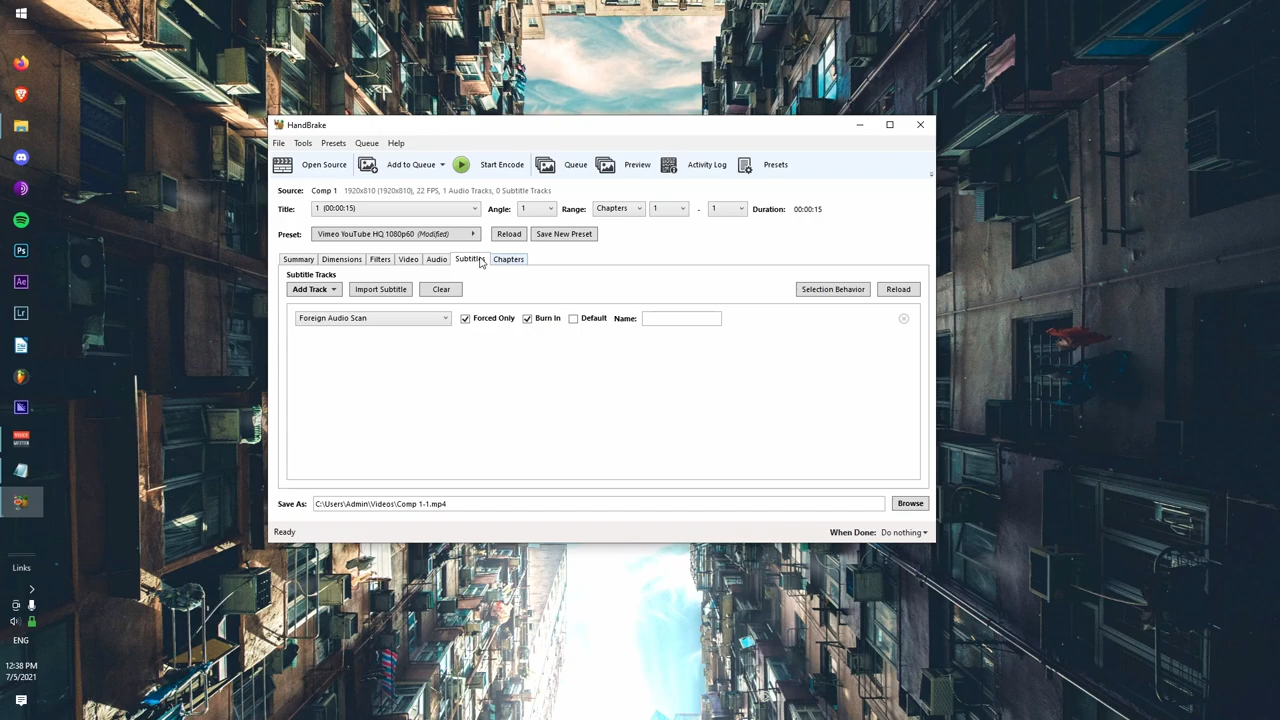 HandBrake
File Tools Presets Queue Help
Open Source Add to Queue Start Encode Queue Preview Activity Log Presets
Source: Comp 1 1920x810 (1920x810), 22 FPS, 1 Audio Tracks, 0 Subtitle Tracks
Title: 1 (00:00:15) Angle: 1 Range: Chapters 1 - 1 Duration: 00:00:15
Preset: Vimeo YouTube HQ 1080p60 (Modified) Reload Save New Preset
Summary Dimensions Filters Video Audio Subtitles Chapters
Subtitle Tracks
Add Track Import Subtitle Clear Selection Behavior Reload
Foreign Audio Scan Forced Only Burn In Default Name:
Save As: C:\Users\Admin\Videos\Comp 1-1.mp4 Browse
Ready When Done: Do nothing
Ps
Ae
Lr
Links
ENG
12:38 PM
7/5/2021